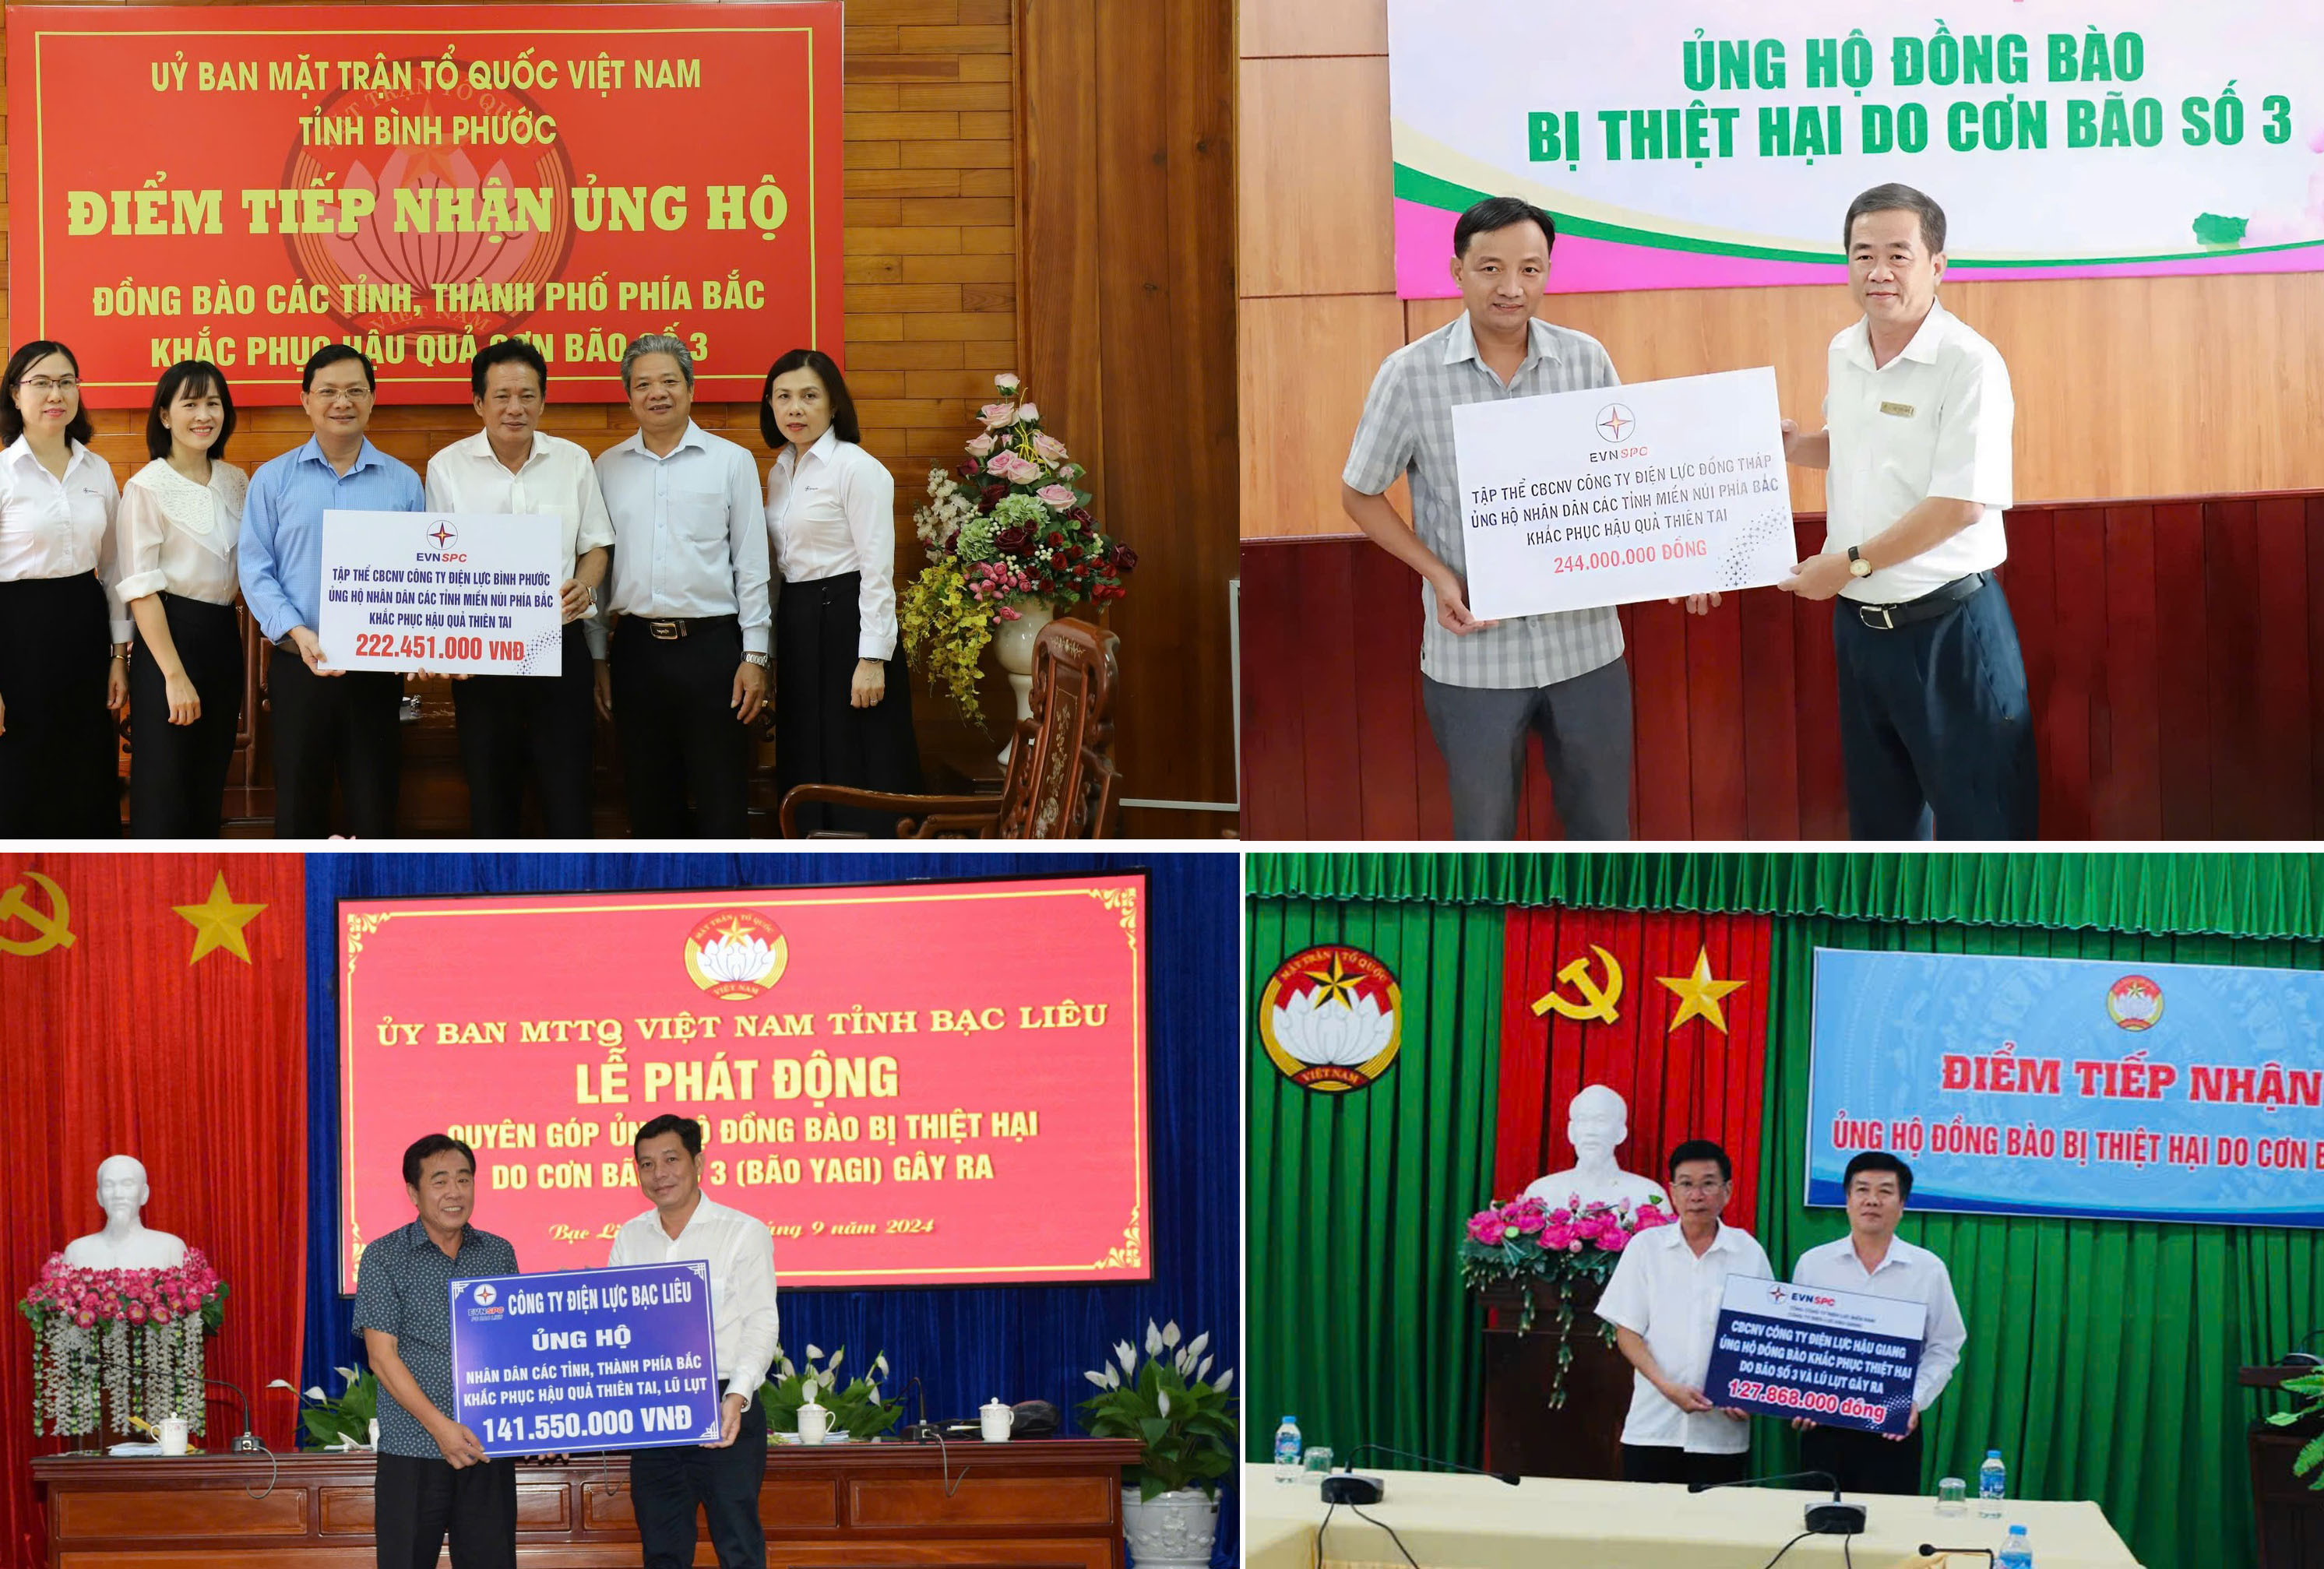 UỶ BAN MẶT TRẬN TỔ QUỐC VIỆT NAM
TỈNH BÌNH PHƯỚC
ĐIỂM TIẾP NHẬN ỦNG HỘ
ĐỒNG BÀO CÁC TỈNH, THÀNH PHỐ PHÍA BẮC
KHẮC PHỤC HẬU QUẢ CƠN BÃO SỐ 3
MẶT TRẬN TỔ QUỐC
VIỆT NAM
EVNSPC
TẬP THỂ CBCNV CÔNG TY ĐIỆN LỰC BÌNH PHƯỚC
ỦNG HỘ NHÂN DÂN CÁC TỈNH MIỀN NÚI PHÍA BẮC
KHẮC PHỤC HẬU QUẢ THIÊN TAI
222.451.000 VNĐ
ỦNG HỘ ĐỒNG BÀO
BỊ THIỆT HẠI DO CƠN BÃO SỐ 3
EVNSPC
TẬP THỂ CBCNV CÔNG TY ĐIỆN LỰC ĐỒNG THÁP
ỦNG HỘ NHÂN DÂN CÁC TỈNH MIỀN NÚI PHÍA BẮC
KHẮC PHỤC HẬU QUẢ THIÊN TAI
244.000.000 ĐỒNG
MẶT TRẬN TỔ QUỐC
VIỆT NAM
ỦY BAN MTTQ VIỆT NAM TỈNH BẠC LIÊU
LỄ PHÁT ĐỘNG
QUYÊN GÓP ỦNG HỘ ĐỒNG BÀO BỊ THIỆT HẠI
DO CƠN BÃO SỐ 3 (BÃO YAGI) GÂY RA
Bạc Li háng 9 năm 2024
EVNSPC
CÔNG TY ĐIỆN LỰC BẠC LIÊU
ỦNG HỘ
NHÂN DÂN CÁC TỈNH, THÀNH PHÍA BẮC
KHẮC PHỤC HẬU QUẢ THIÊN TAI, LŨ LỤT
141.550.000 VNĐ
MẶT TRẬN TỔ QUỐC
VIỆT NAM
ĐIỂM TIẾP NHẬN
ỦNG HỘ ĐỒNG BÀO BỊ THIỆT HẠI DO CƠN B
EVNSPC
CBCNV CÔNG TY ĐIỆN LỰC HẬU GIANG
ỦNG HỘ ĐỒNG BÀO KHẮC PHỤC THIỆT HẠI
DO BÃO SỐ 3 VÀ LŨ LỤT GÂY RA
127.868.000 đồng